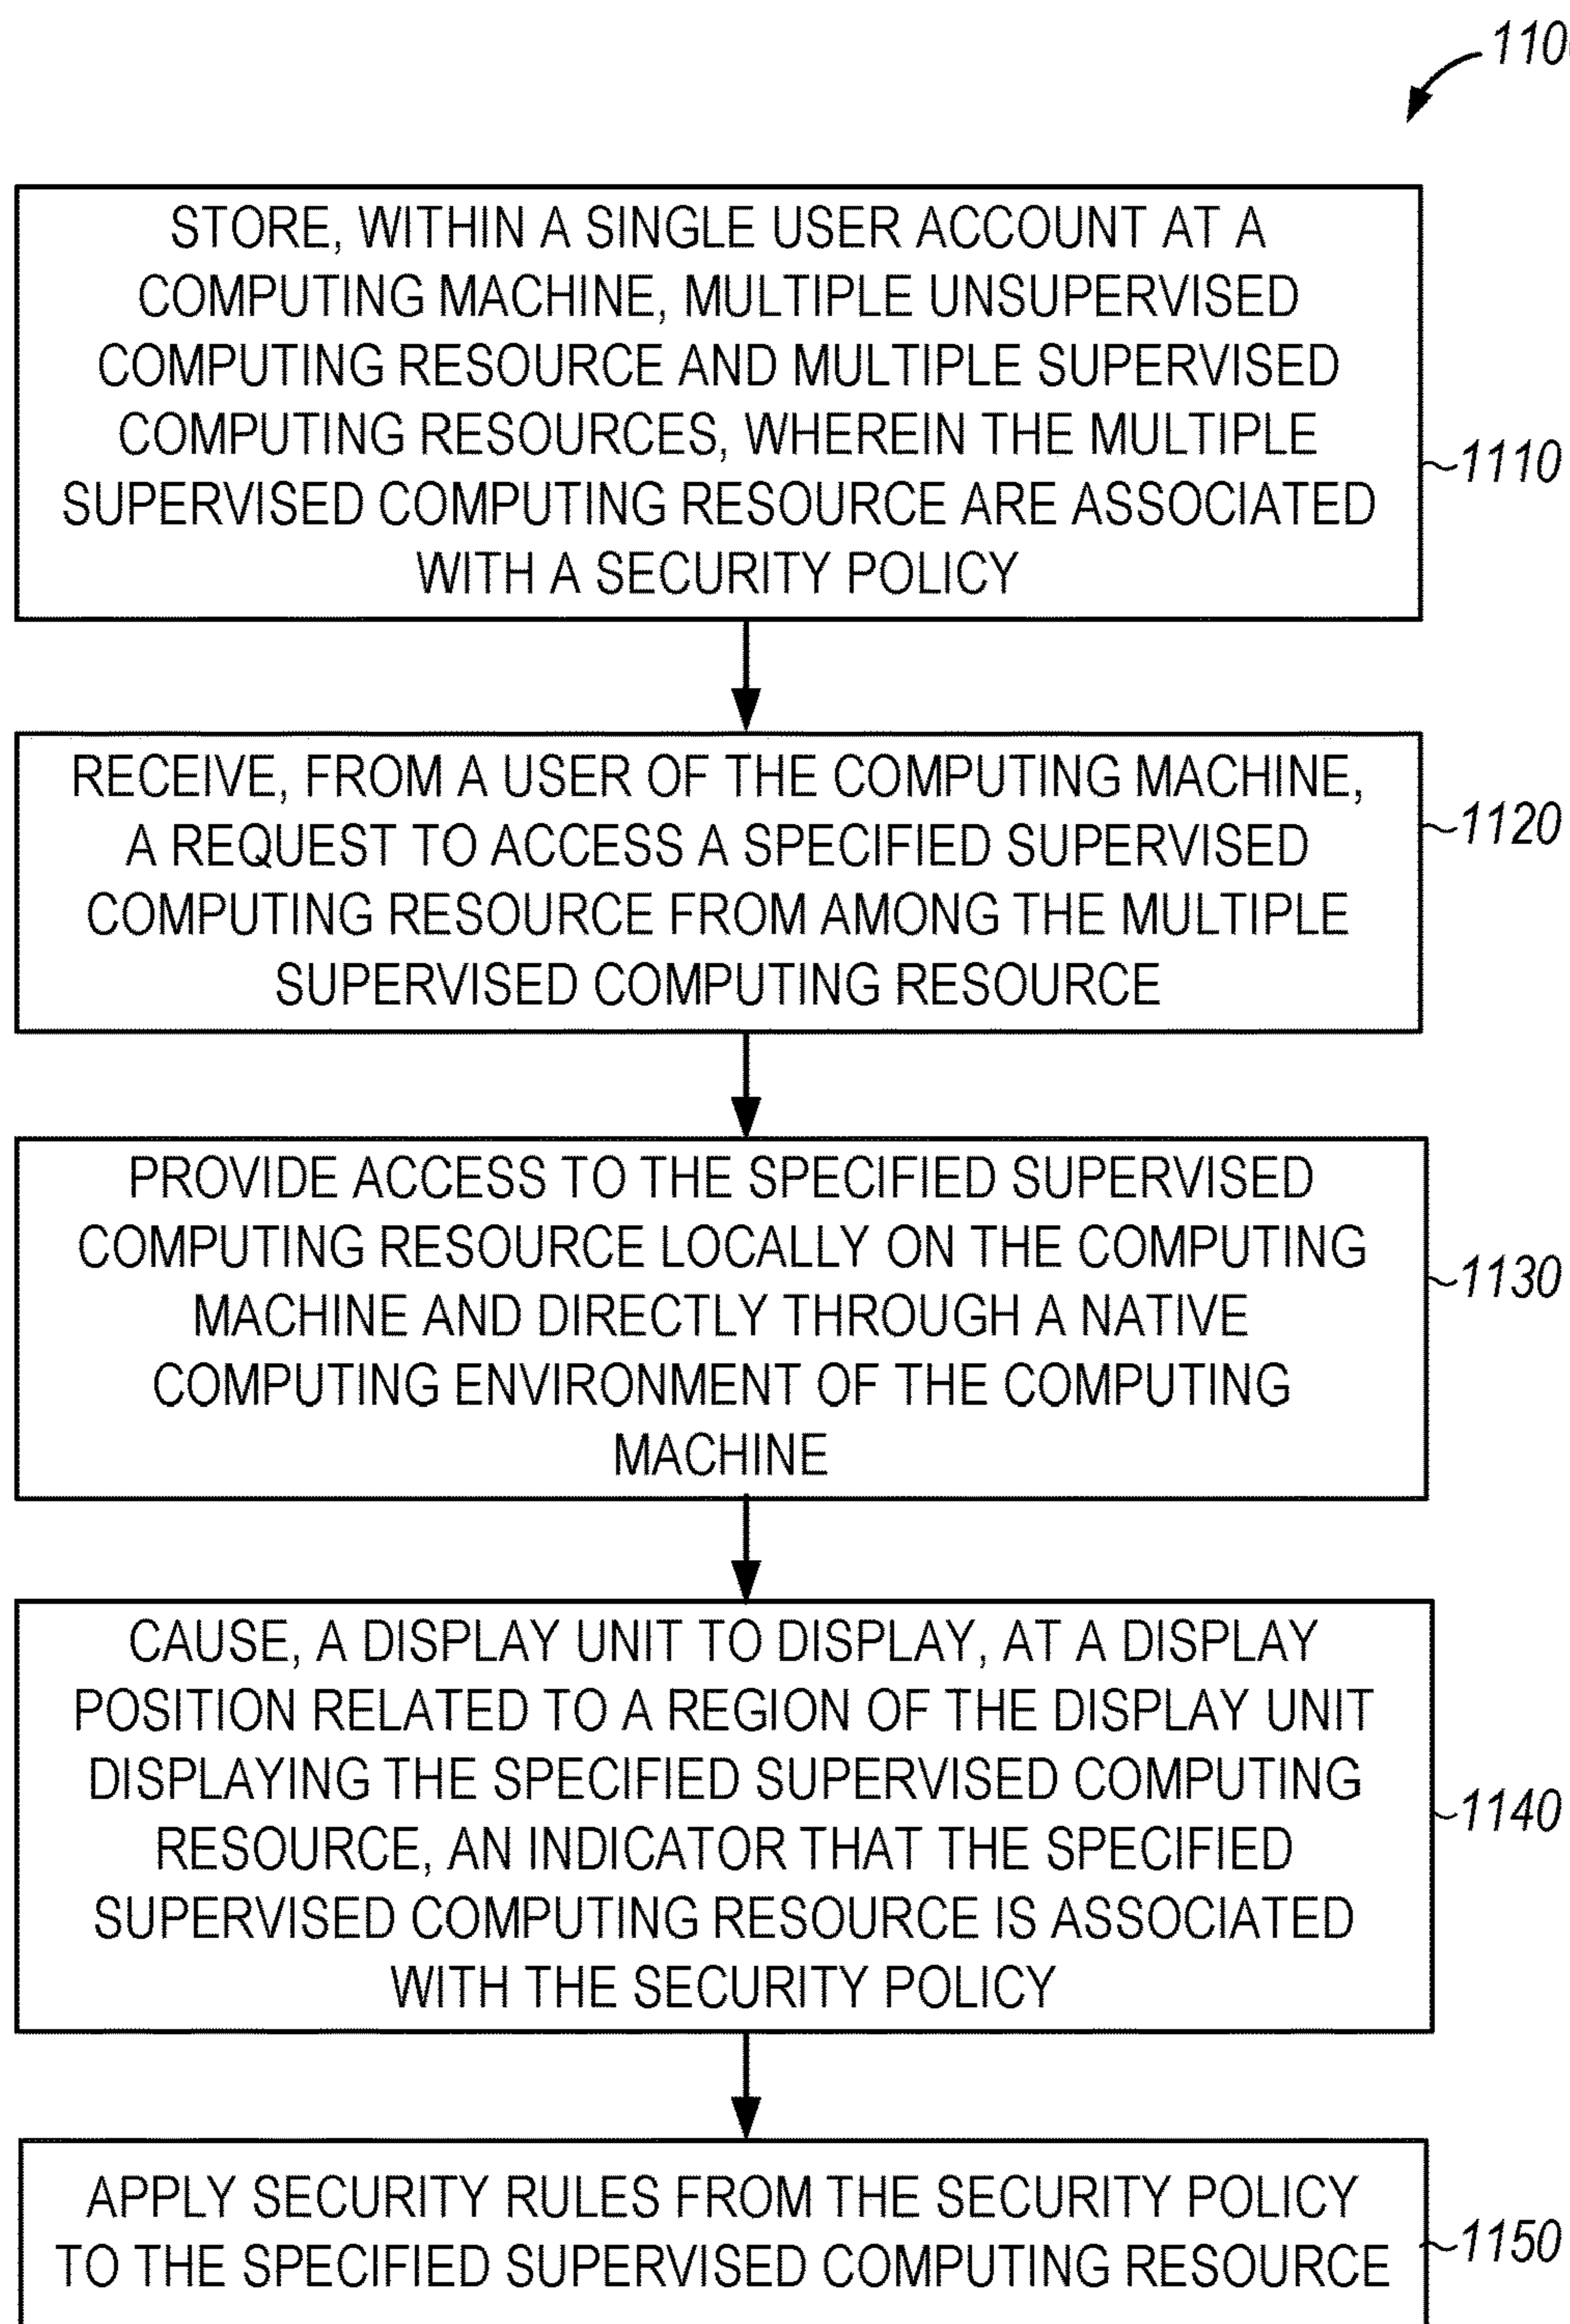 110
STORE, WITHIN A SINGLE USER ACCOUNT AT A
COMPUTING MACHINE, MULTIPLE UNSUPERVISED
COMPUTING RESOURCE AND MULTIPLE SUPERVISED
COMPUTING RESOURCES, WHEREIN THE MULTIPLE
SUPERVISED COMPUTING RESOURCE ARE ASSOCIATED
WITH A SECURITY POLICY
1110
RECEIVE, FROM A USER OF THE COMPUTING MACHINE,
A REQUEST TO ACCESS A SPECIFIED SUPERVISED
COMPUTING RESOURCE FROM AMONG THE MULTIPLE
SUPERVISED COMPUTING RESOURCE
1120
PROVIDE ACCESS TO THE SPECIFIED SUPERVISED
COMPUTING RESOURCE LOCALLY ON THE COMPUTING
MACHINE AND DIRECTLY THROUGH A NATIVE
COMPUTING ENVIRONMENT OF THE COMPUTING
MACHINE
1130
CAUSE, A DISPLAY UNIT TO DISPLAY, AT A DISPLAY
POSITION RELATED TO A REGION OF THE DISPLAY UNIT
DISPLAYING THE SPECIFIED SUPERVISED COMPUTING
RESOURCE, AN INDICATOR THAT THE SPECIFIED
SUPERVISED COMPUTING RESOURCE IS ASSOCIATED
WITH THE SECURITY POLICY
1140
APPLY SECURITY RULES FROM THE SECURITY POLICY
TO THE SPECIFIED SUPERVISED COMPUTING RESOURCE
1150